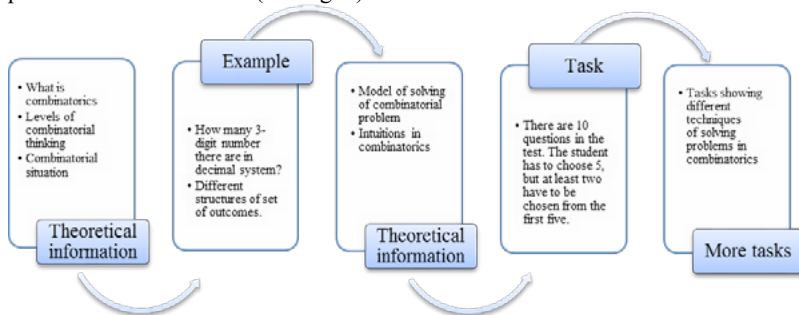 • What is
combinatorics
• Levels of
combinatorial
thinking
• Combinatorial
situation
Theoretical
information
Example
• How many 3-
digit number
there are in
decimal system?
• Different
structures of set
of outcomes.
• Model of solving
of combinatorial
problem
• Intuitions in
combinatorics
Theoretical
information
Task
• There are 10
questions in the
test. The student
has to choose 5,
but at least two
have to be
chosen from the
first five.
• Tasks showing
different
techniques
of solving
problems in
combinatorics
More tasks